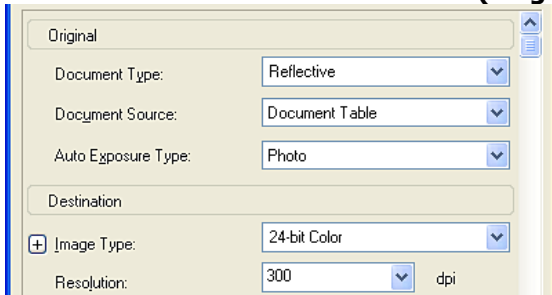 Original
Document Type: Reflective
Document Source: Document Table
Auto Exposure Type: Photo
Destination
Image Type: 24-bit Color
Resolution: 300 dpi